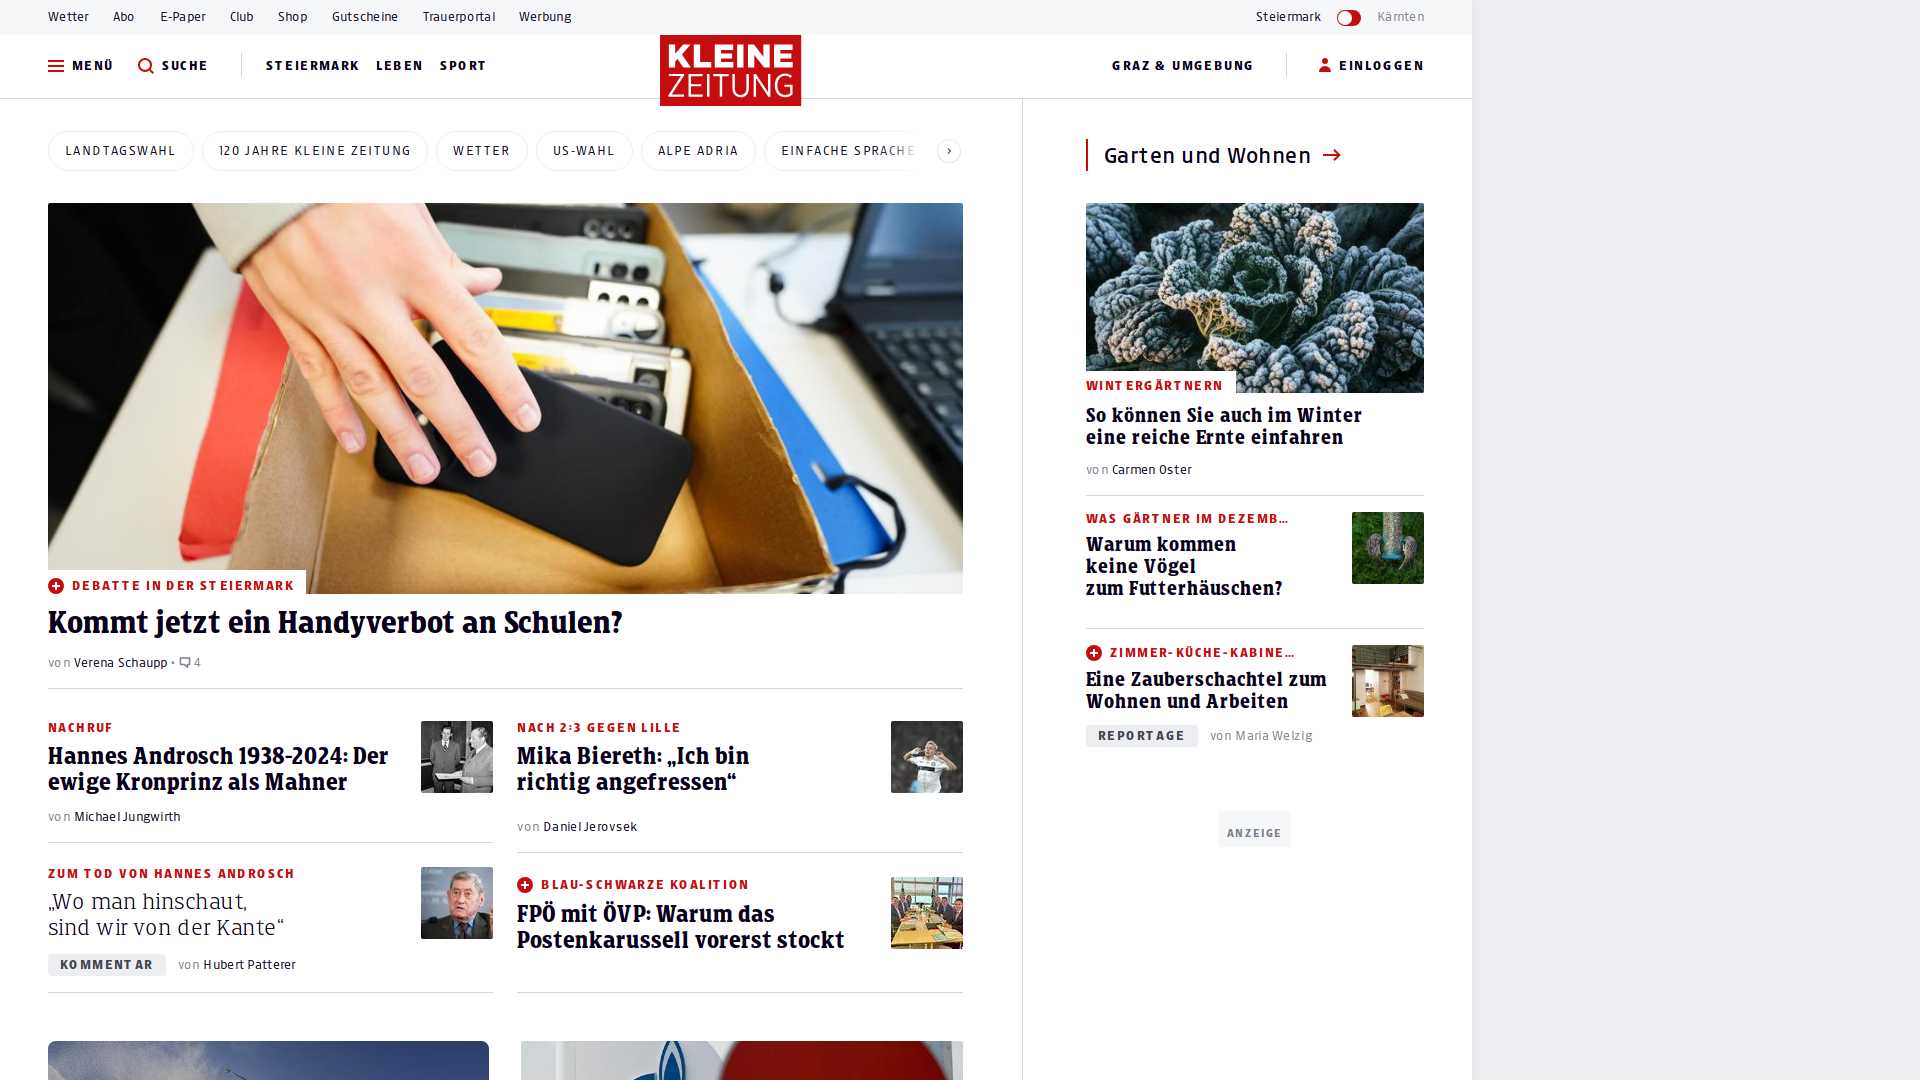 Wetter Abo E-Paper Club Shop Gutscheine Trauerportal Werbung Steiermark Kärnten
MENÜ SUCHE STEIERMARK LEBEN SPORT KLEINE ZEITUNG GRAZ & UMGEBUNG EINLOGGEN
LANDTAGSWAHL 120 JAHRE KLEINE ZEITUNG WETTER US-WAHL ALPE ADRIA EINFACHE SPRACHE
DEBATTE IN DER STEIERMARK
Kommt jetzt ein Handyverbot an Schulen?
von Verena Schaupp • 4
NACHRUF
Hannes Androsch 1938-2024: Der
ewige Kronprinz als Mahner
von Michael Jungwirth
ZUM TOD VON HANNES ANDROSCH
„Wo man hinschaut,
sind wir von der Kante“
KOMMENTAR von Hubert Patterer
NACH 2:3 GEGEN LILLE
Mika Biereth: „Ich bin
richtig angefressen“
von Daniel Jerovsek
BLAU-SCHWARZE KOALITION
FPÖ mit ÖVP: Warum das
Postenkarussell vorerst stockt
Garten und Wohnen
WINTERGÄRTNERN
So können Sie auch im Winter
eine reiche Ernte einfahren
von Carmen Oster
WAS GÄRTNER IM DEZEMB…
Warum kommen
keine Vögel
zum Futterhäuschen?
ZIMMER-KÜCHE-KABINE…
Eine Zauberschachtel zum
Wohnen und Arbeiten
REPORTAGE von Maria Welzig
ANZEIGE